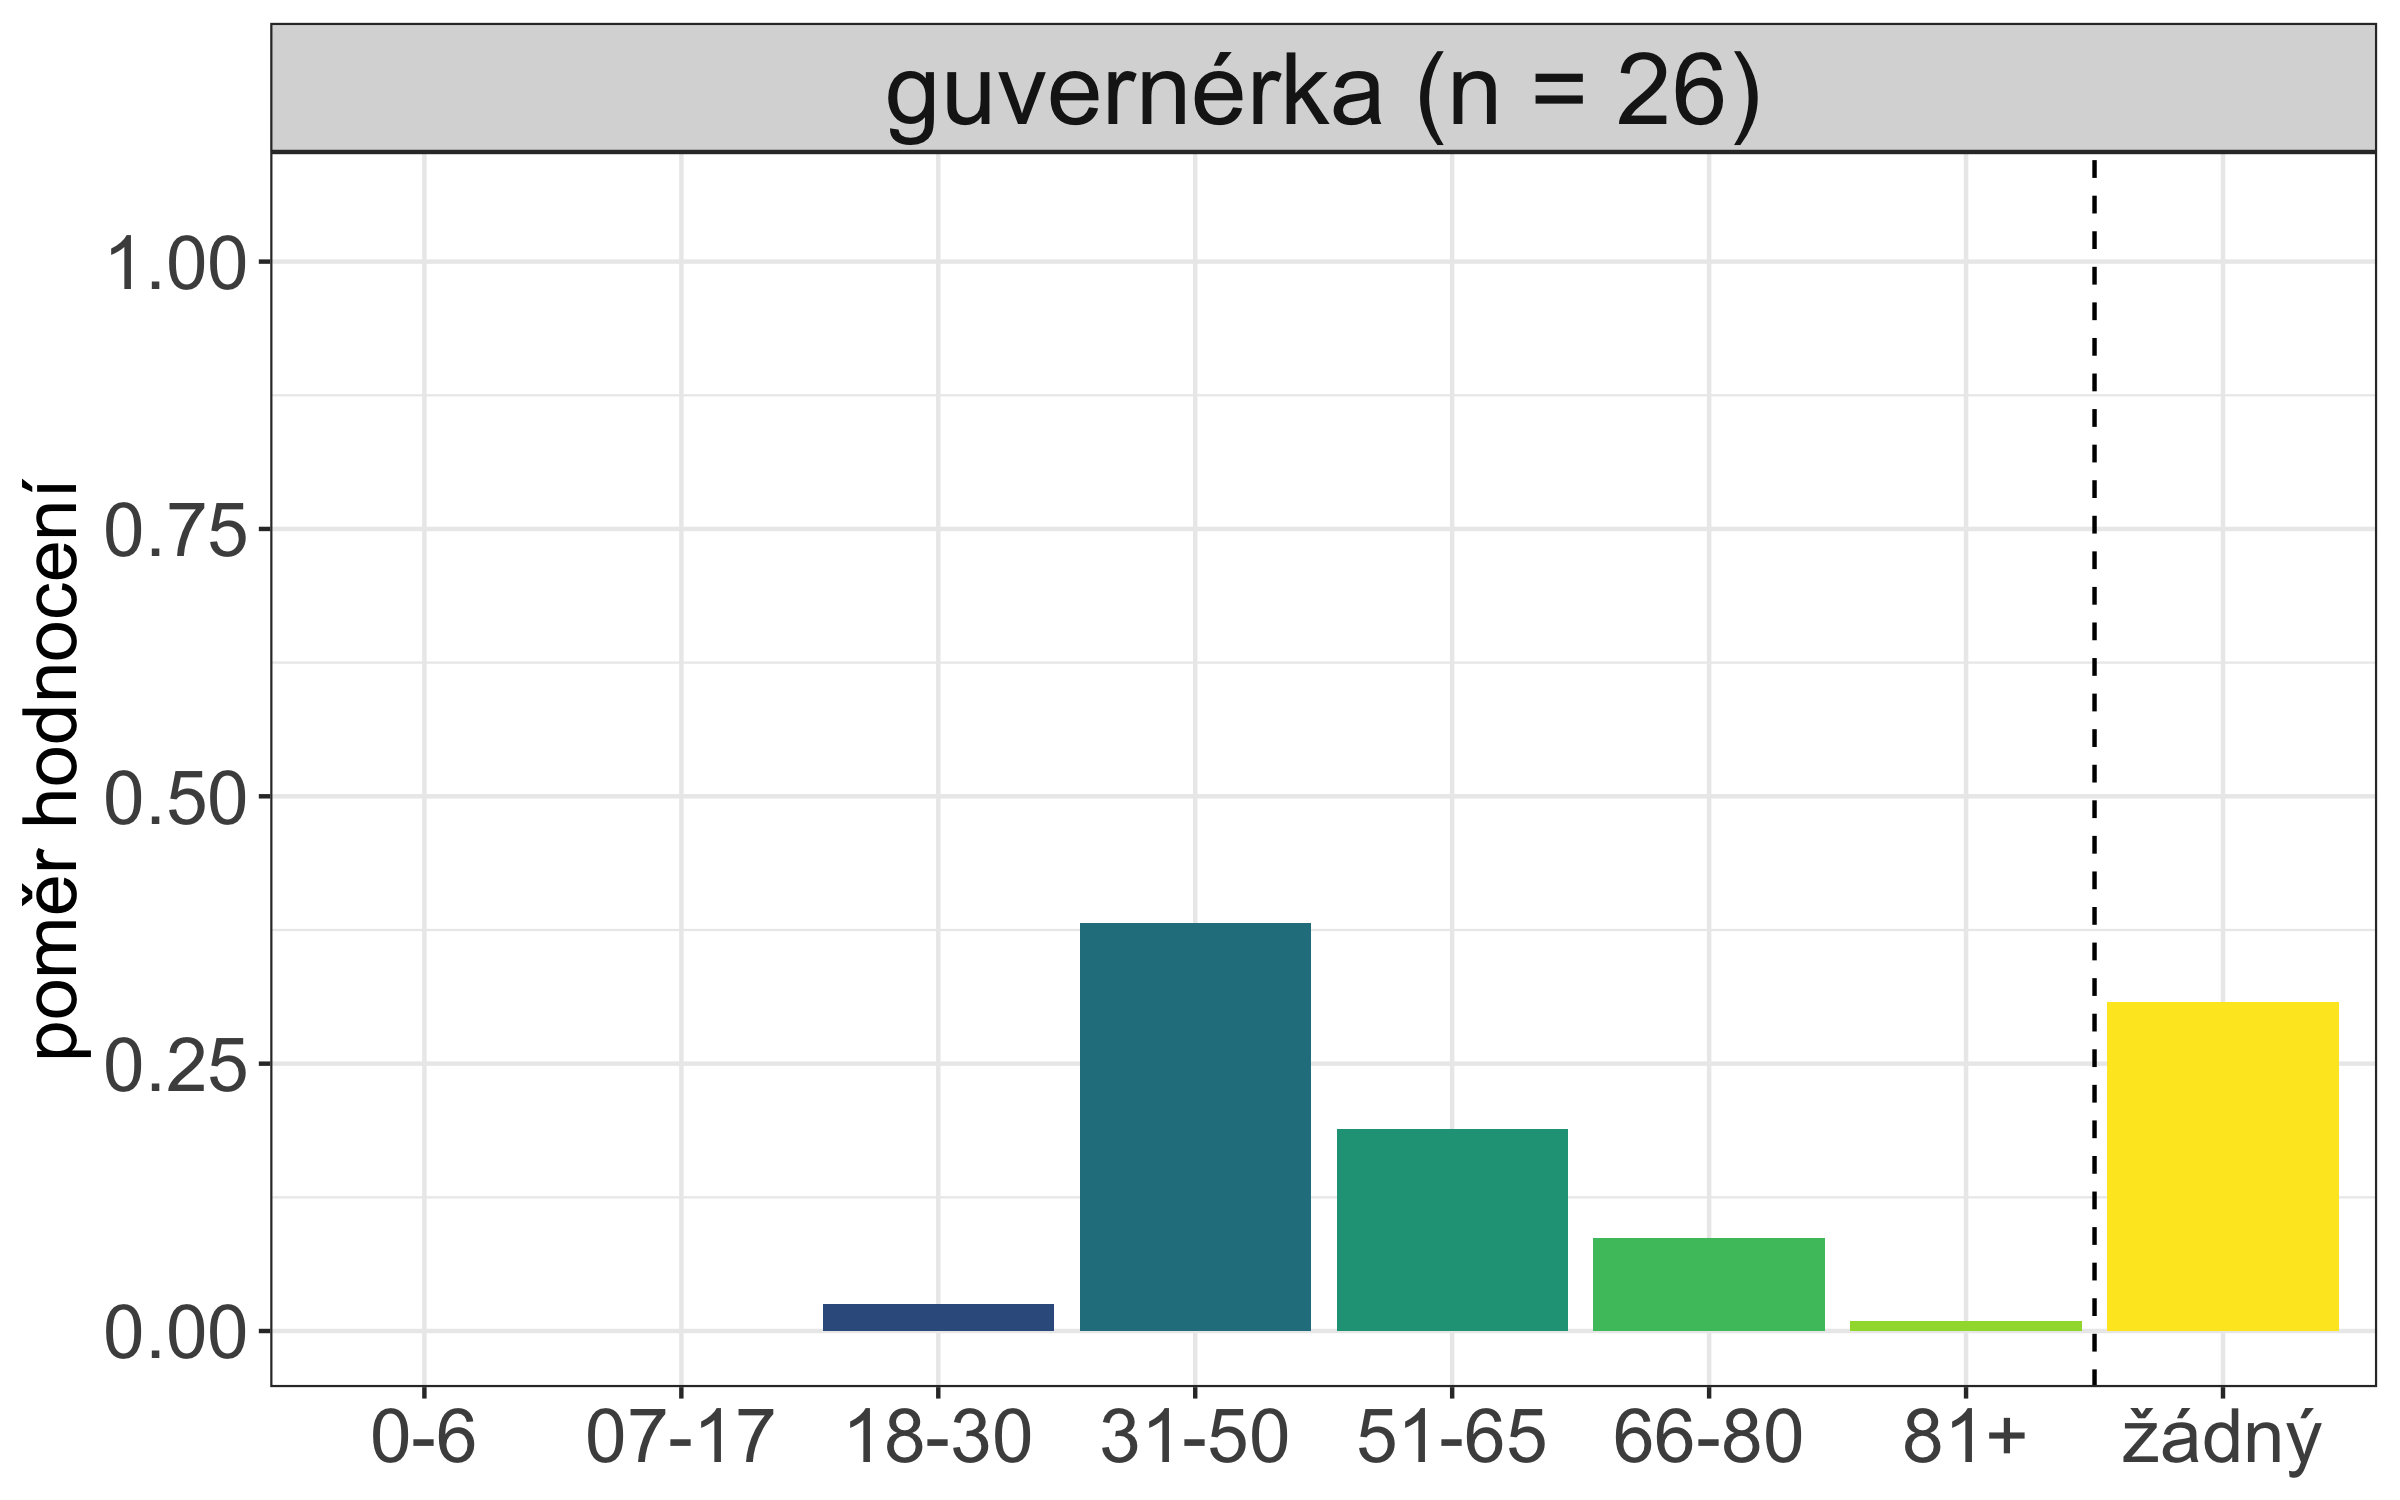 guvernérka (n = 26)
poměr hodnocení
1.00
0.75
0.50
0.25
0.00
0-6 07-17 18-30 31-50 51-65 66-80 81+ žádný